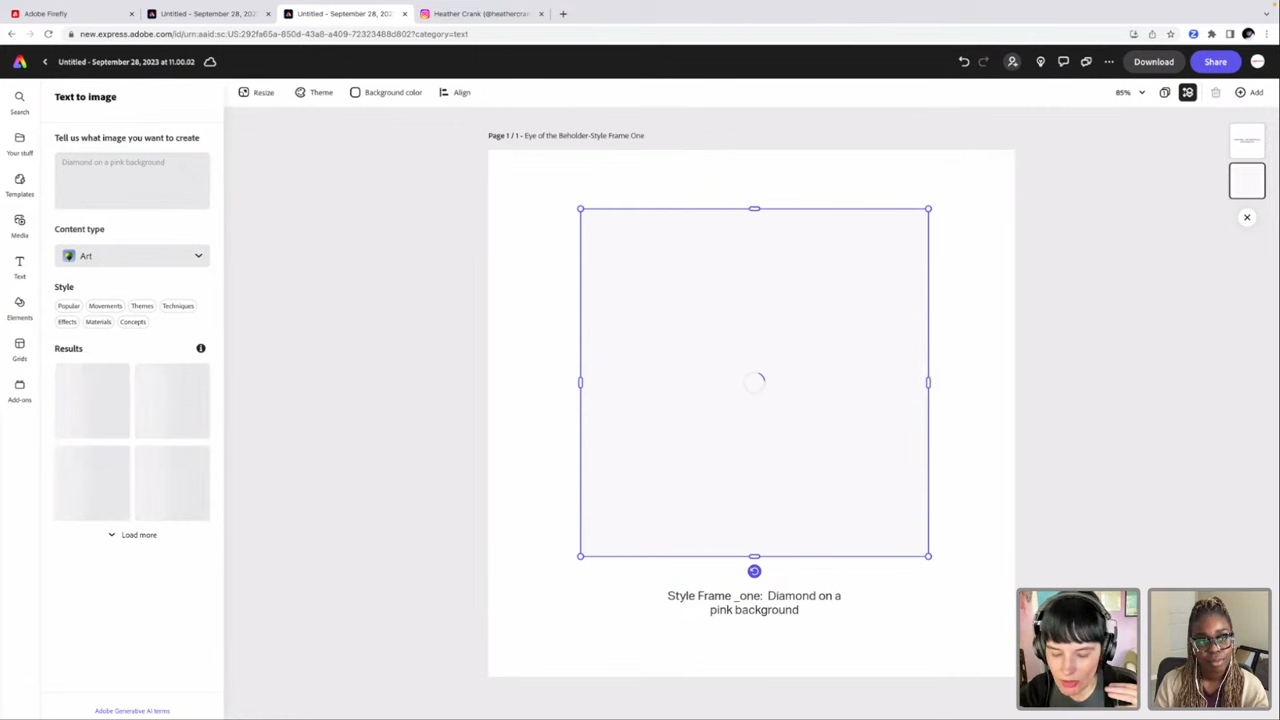 Adobe Firefly
Untitled - September 28, 202
Untitled - September 28, 202
Heather Crank (@heathercran
new.express.adobe.com/id/urn:aaid:sc:US:292fa65a-850d-43a8-a409-72323488d802?category=text
Untitled - September 28, 2023 at 11.00.02
Download
Share
Text to image
Resize
Theme
Background color
Align
85%
Add
Search
Your stuff
Templates
Media
Text
Elements
Grids
Add-ons
Tell us what image you want to create
Diamond on a pink background
Content type
Art
Style
Popular
Movements
Themes
Techniques
Effects
Materials
Concepts
Results
Load more
Adobe Generative AI terms
Page 1 / 1 - Eye of the Beholder-Style Frame One
Style Frame _one: Diamond on a
pink background